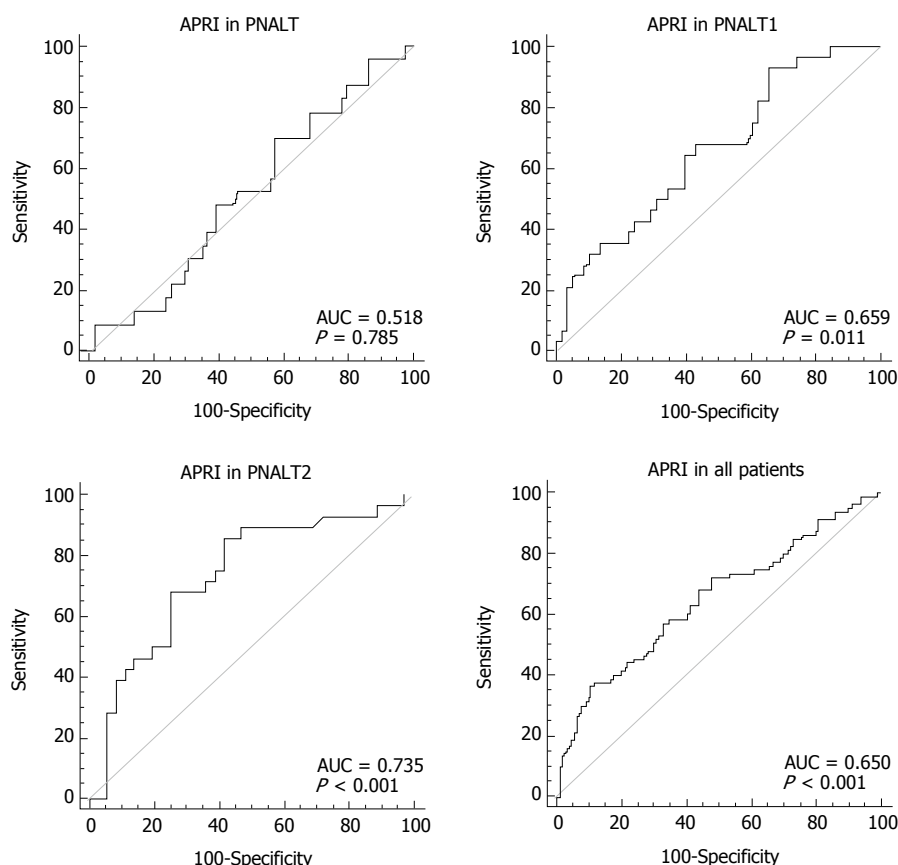 APRI in PNALT
100
80
60
40
20
0
Sensitivity
AUC = 0.518
P = 0.785
0 20 40 60 80 100
100-Specificity
APRI in PNALT1
100
80
60
40
20
0
Sensitivity
AUC = 0.659
P = 0.011
0 20 40 60 80 100
100-Specificity
APRI in PNALT2
100
80
60
40
20
0
Sensitivity
AUC = 0.735
P < 0.001
0 20 40 60 80 100
100-Specificity
APRI in all patients
100
80
60
40
20
0
Sensitivity
AUC = 0.650
P < 0.001
0 20 40 60 80 100
100-Specificity